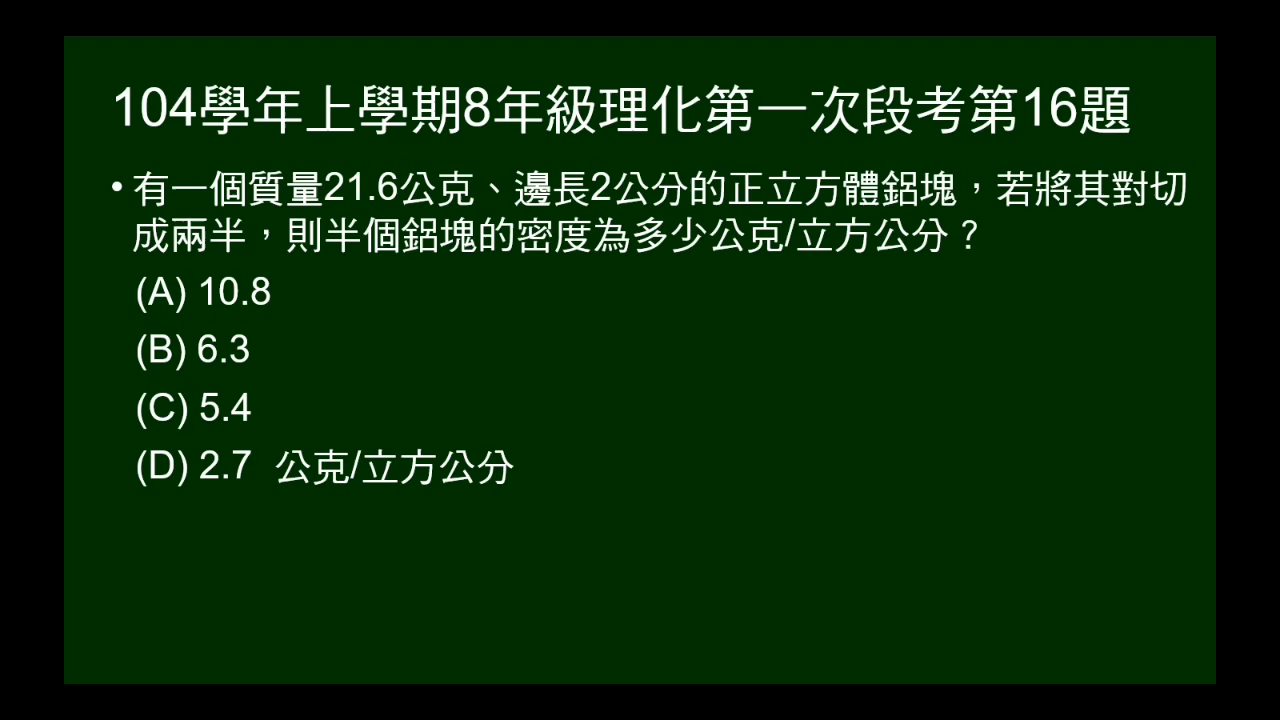 104學年上學期8年級理化第一次段考第16題
• 有一個質量21.6公克、邊長2公分的正立方體鋁塊，若將其對切
成兩半，則半個鋁塊的密度為多少公克/立方公分？
(A) 10.8
(B) 6.3
(C) 5.4
(D) 2.7 公克/立方公分